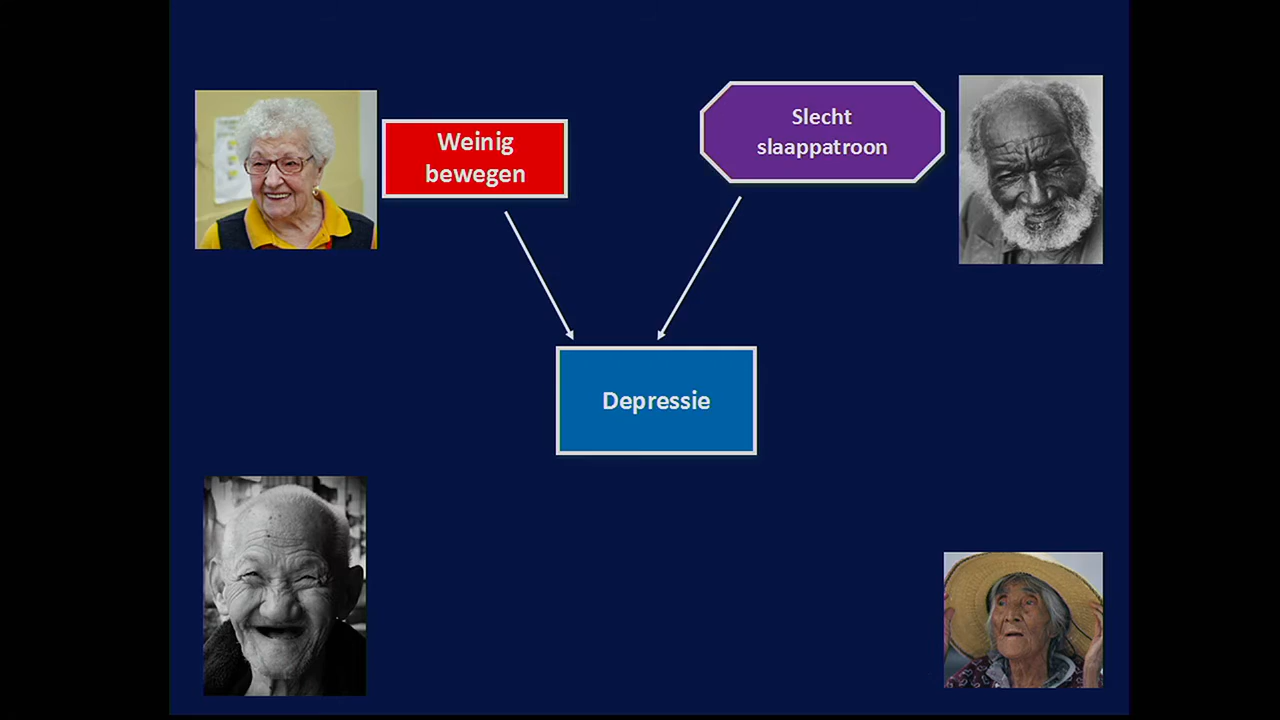 Weinig
bewegen
Slecht
slaappatroon
Depressie